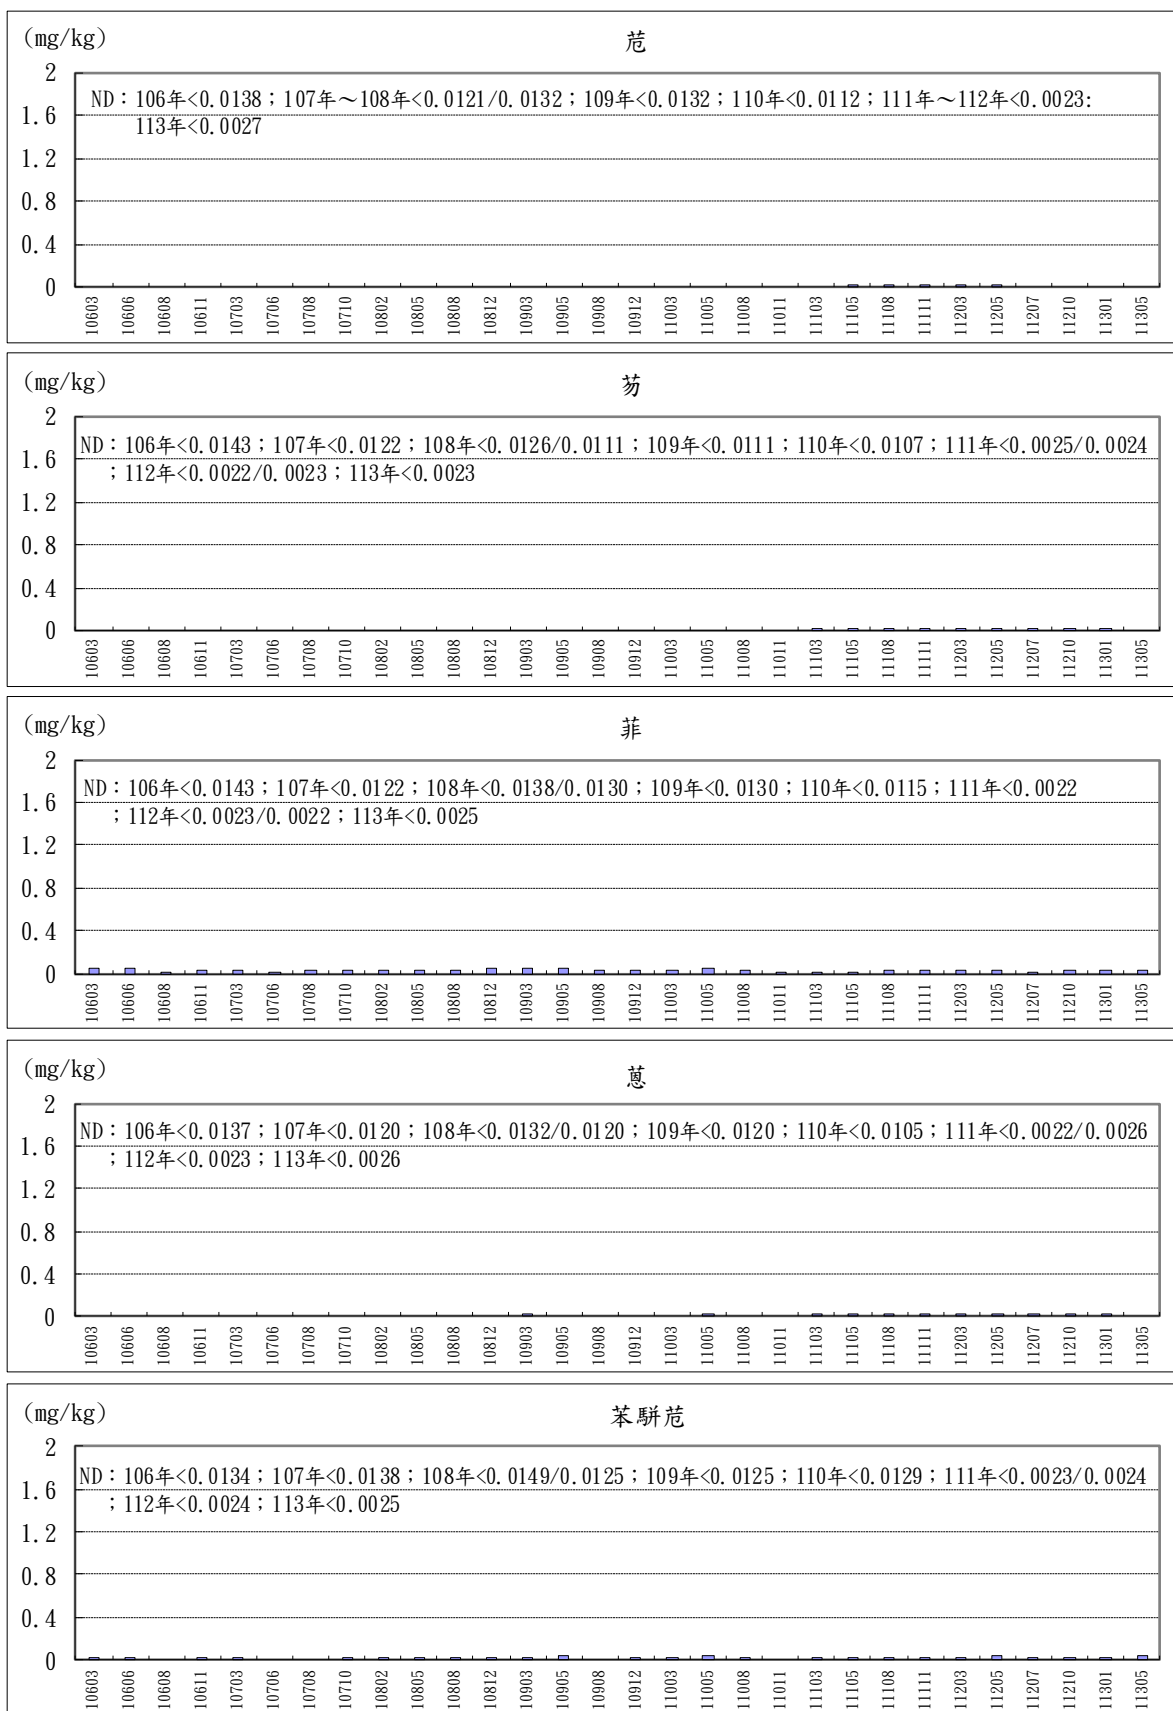 (mg/kg)
苊
ND：106年<0.0138；107年～108年<0.0121/0.0132；109年<0.0132；110年<0.0112；111年～112年<0.0023:
113年<0.0027
2
1.6
1.2
0.8
0.4
0
10603 10606 10608 10611 10703 10706 10708 10710 10802 10805 10808 10812 10903 10905 10908 10912 11003 11005 11008 11011 11103 11105 11108 11111 11203 11205 11207 11210 11301 11305
(mg/kg)
芴
ND：106年<0.0143；107年<0.0122；108年<0.0126/0.0111；109年<0.0111；110年<0.0107；111年<0.0025/0.0024
；112年<0.0022/0.0023；113年<0.0023
2
1.6
1.2
0.8
0.4
0
10603 10606 10608 10611 10703 10706 10708 10710 10802 10805 10808 10812 10903 10905 10908 10912 11003 11005 11008 11011 11103 11105 11108 11111 11203 11205 11207 11210 11301 11305
(mg/kg)
菲
ND：106年<0.0143；107年<0.0122；108年<0.0138/0.0130；109年<0.0130；110年<0.0115；111年<0.0022
；112年<0.0023/0.0022；113年<0.0025
2
1.6
1.2
0.8
0.4
0
10603 10606 10608 10611 10703 10706 10708 10710 10802 10805 10808 10812 10903 10905 10908 10912 11003 11005 11008 11011 11103 11105 11108 11111 11203 11205 11207 11210 11301 11305
(mg/kg)
蒽
ND：106年<0.0137；107年<0.0120；108年<0.0132/0.0120；109年<0.0120；110年<0.0105；111年<0.0022/0.0026
；112年<0.0023；113年<0.0026
2
1.6
1.2
0.8
0.4
0
10603 10606 10608 10611 10703 10706 10708 10710 10802 10805 10808 10812 10903 10905 10908 10912 11003 11005 11008 11011 11103 11105 11108 11111 11203 11205 11207 11210 11301 11305
(mg/kg)
苯駢苊
ND：106年<0.0134；107年<0.0138；108年<0.0149/0.0125；109年<0.0125；110年<0.0129；111年<0.0023/0.0024
；112年<0.0024；113年<0.0025
2
1.6
1.2
0.8
0.4
0
10603 10606 10608 10611 10703 10706 10708 10710 10802 10805 10808 10812 10903 10905 10908 10912 11003 11005 11008 11011 11103 11105 11108 11111 11203 11205 11207 11210 11301 11305